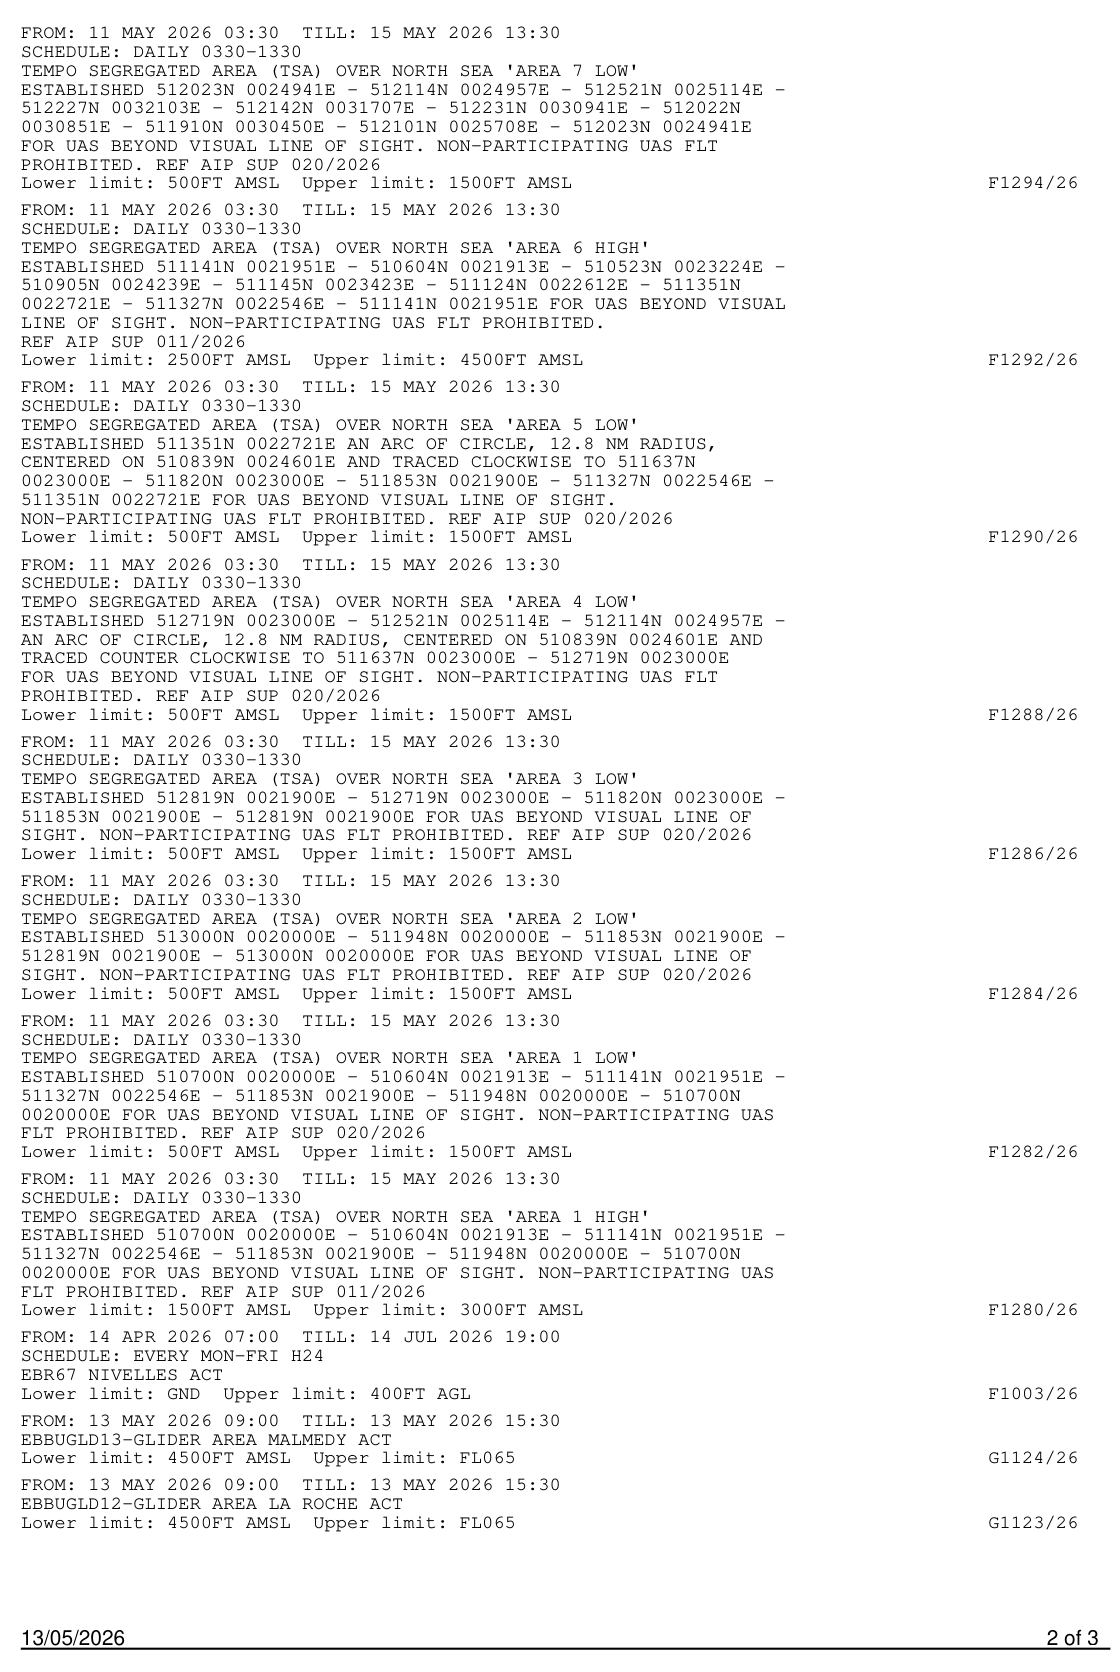 FROM: 11 MAY 2026 03:30  TILL: 15 MAY 2026 13:30
SCHEDULE: DAILY 0330-1330
TEMPO SEGREGATED AREA (TSA) OVER NORTH SEA 'AREA 7 LOW'
ESTABLISHED 512023N 0024941E - 512114N 0024957E - 512521N 0025114E -
512227N 0032103E - 512142N 0031707E - 512231N 0030941E - 512022N
0030851E - 511910N 0030450E - 512101N 0025708E - 512023N 0024941E
FOR UAS BEYOND VISUAL LINE OF SIGHT. NON-PARTICIPATING UAS FLT
PROHIBITED. REF AIP SUP 020/2026
Lower limit: 500FT AMSL  Upper limit: 1500FT AMSL F1294/26
FROM: 11 MAY 2026 03:30  TILL: 15 MAY 2026 13:30
SCHEDULE: DAILY 0330-1330
TEMPO SEGREGATED AREA (TSA) OVER NORTH SEA 'AREA 6 HIGH'
ESTABLISHED 511141N 0021951E - 510604N 0021913E - 510523N 0023224E -
510905N 0024239E - 511145N 0023423E - 511124N 0022612E - 511351N
0022721E - 511327N 0022546E - 511141N 0021951E FOR UAS BEYOND VISUAL
LINE OF SIGHT. NON-PARTICIPATING UAS FLT PROHIBITED.
REF AIP SUP 011/2026
Lower limit: 2500FT AMSL  Upper limit: 4500FT AMSL F1292/26
FROM: 11 MAY 2026 03:30  TILL: 15 MAY 2026 13:30
SCHEDULE: DAILY 0330-1330
TEMPO SEGREGATED AREA (TSA) OVER NORTH SEA 'AREA 5 LOW'
ESTABLISHED 511351N 0022721E AN ARC OF CIRCLE, 12.8 NM RADIUS,
CENTERED ON 510839N 0024601E AND TRACED CLOCKWISE TO 511637N
0023000E - 511820N 0023000E - 511853N 0021900E - 511327N 0022546E -
511351N 0022721E FOR UAS BEYOND VISUAL LINE OF SIGHT.
NON-PARTICIPATING UAS FLT PROHIBITED. REF AIP SUP 020/2026
Lower limit: 500FT AMSL  Upper limit: 1500FT AMSL F1290/26
FROM: 11 MAY 2026 03:30  TILL: 15 MAY 2026 13:30
SCHEDULE: DAILY 0330-1330
TEMPO SEGREGATED AREA (TSA) OVER NORTH SEA 'AREA 4 LOW'
ESTABLISHED 512719N 0023000E - 512521N 0025114E - 512114N 0024957E -
AN ARC OF CIRCLE, 12.8 NM RADIUS, CENTERED ON 510839N 0024601E AND
TRACED COUNTER CLOCKWISE TO 511637N 0023000E - 512719N 0023000E
FOR UAS BEYOND VISUAL LINE OF SIGHT. NON-PARTICIPATING UAS FLT
PROHIBITED. REF AIP SUP 020/2026
Lower limit: 500FT AMSL  Upper limit: 1500FT AMSL F1288/26
FROM: 11 MAY 2026 03:30  TILL: 15 MAY 2026 13:30
SCHEDULE: DAILY 0330-1330
TEMPO SEGREGATED AREA (TSA) OVER NORTH SEA 'AREA 3 LOW'
ESTABLISHED 512819N 0021900E - 512719N 0023000E - 511820N 0023000E -
511853N 0021900E - 512819N 0021900E FOR UAS BEYOND VISUAL LINE OF
SIGHT. NON-PARTICIPATING UAS FLT PROHIBITED. REF AIP SUP 020/2026
Lower limit: 500FT AMSL  Upper limit: 1500FT AMSL F1286/26
FROM: 11 MAY 2026 03:30  TILL: 15 MAY 2026 13:30
SCHEDULE: DAILY 0330-1330
TEMPO SEGREGATED AREA (TSA) OVER NORTH SEA 'AREA 2 LOW'
ESTABLISHED 513000N 0020000E - 511948N 0020000E - 511853N 0021900E -
512819N 0021900E - 513000N 0020000E FOR UAS BEYOND VISUAL LINE OF
SIGHT. NON-PARTICIPATING UAS FLT PROHIBITED. REF AIP SUP 020/2026
Lower limit: 500FT AMSL  Upper limit: 1500FT AMSL F1284/26
FROM: 11 MAY 2026 03:30  TILL: 15 MAY 2026 13:30
SCHEDULE: DAILY 0330-1330
TEMPO SEGREGATED AREA (TSA) OVER NORTH SEA 'AREA 1 LOW'
ESTABLISHED 510700N 0020000E - 510604N 0021913E - 511141N 0021951E -
511327N 0022546E - 511853N 0021900E - 511948N 0020000E - 510700N
0020000E FOR UAS BEYOND VISUAL LINE OF SIGHT. NON-PARTICIPATING UAS
FLT PROHIBITED. REF AIP SUP 020/2026
Lower limit: 500FT AMSL  Upper limit: 1500FT AMSL F1282/26
FROM: 11 MAY 2026 03:30  TILL: 15 MAY 2026 13:30
SCHEDULE: DAILY 0330-1330
TEMPO SEGREGATED AREA (TSA) OVER NORTH SEA 'AREA 1 HIGH'
ESTABLISHED 510700N 0020000E - 510604N 0021913E - 511141N 0021951E -
511327N 0022546E - 511853N 0021900E - 511948N 0020000E - 510700N
0020000E FOR UAS BEYOND VISUAL LINE OF SIGHT. NON-PARTICIPATING UAS
FLT PROHIBITED. REF AIP SUP 011/2026
Lower limit: 1500FT AMSL  Upper limit: 3000FT AMSL F1280/26
FROM: 14 APR 2026 07:00  TILL: 14 JUL 2026 19:00
SCHEDULE: EVERY MON-FRI H24
EBR67 NIVELLES ACT
Lower limit: GND  Upper limit: 400FT AGL F1003/26
FROM: 13 MAY 2026 09:00  TILL: 13 MAY 2026 15:30
EBBUGLD13-GLIDER AREA MALMEDY ACT
Lower limit: 4500FT AMSL  Upper limit: FL065 G1124/26
FROM: 13 MAY 2026 09:00  TILL: 13 MAY 2026 15:30
EBBUGLD12-GLIDER AREA LA ROCHE ACT
Lower limit: 4500FT AMSL  Upper limit: FL065 G1123/26
13/05/2026 2 of 3